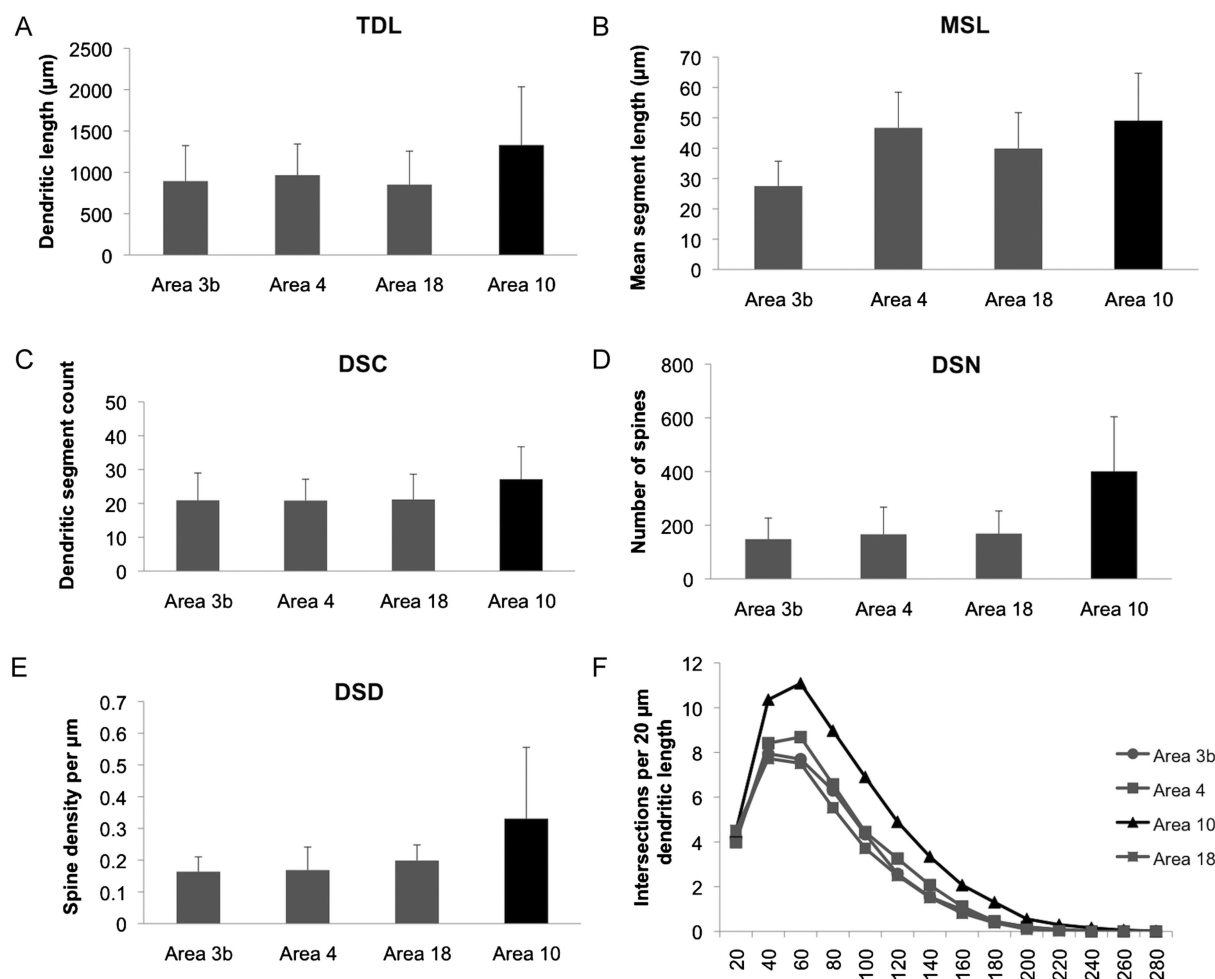 A
TDL
Dendritic length (µm)
2500
2000
1500
1000
500
0
Area 3b Area 4 Area 18 Area 10
B
MSL
Mean segment length (µm)
70
60
50
40
30
20
10
0
Area 3b Area 4 Area 18 Area 10
C
DSC
Dendritic segment count
50
40
30
20
10
0
Area 3b Area 4 Area 18 Area 10
D
DSN
Number of spines
800
600
400
200
0
Area 3b Area 4 Area 18 Area 10
E
DSD
Spine density per µm
0.7
0.6
0.5
0.4
0.3
0.2
0.1
0
Area 3b Area 4 Area 18 Area 10
F
Intersections per 20 µm
dendritic length
12
10
8
6
4
2
0
20 40 60 80 100 120 140 160 180 200 220 240 260 280
Area 3b
Area 4
Area 10
Area 18